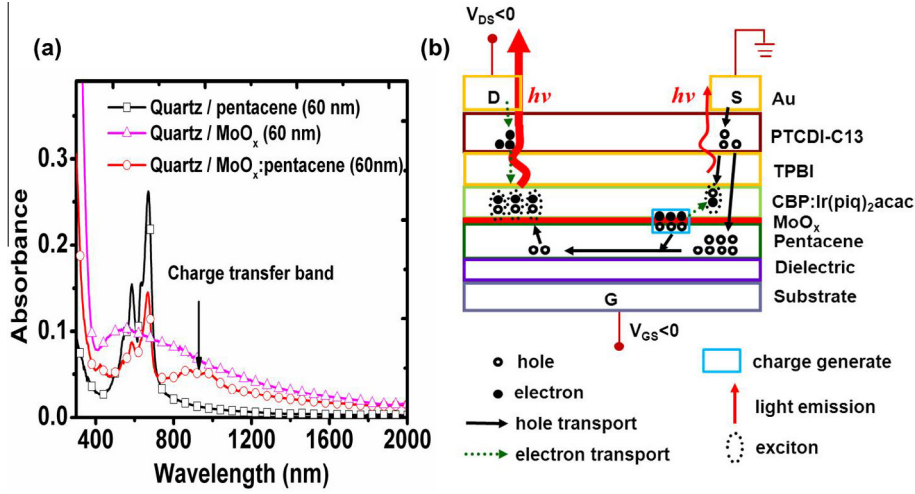 (a)
Absorbance
0.3
0.2
0.1
0.0
400 800 1200 1600 2000
Wavelength (nm)
Quartz / pentacene (60 nm)
Quartz / MoOx (60 nm)
Quartz / MoOx:pentacene (60nm)
Charge transfer band
(b)
VDS<0
hν hν
D S
Au
PTCDI-C13
TPBI
CBP:Ir(piq)2acac
MoOx
Pentacene
Dielectric
Substrate
G
VGS<0
hole
electron
hole transport
electron transport
charge generate
light emission
exciton